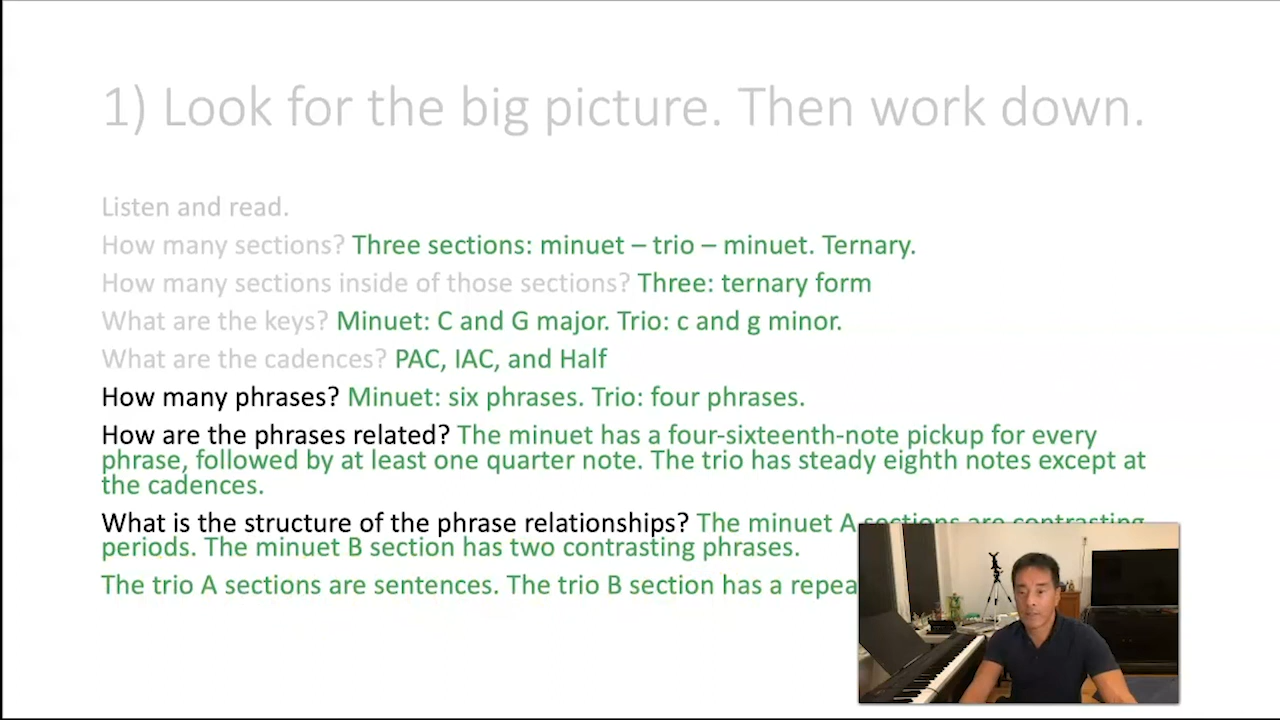 1) Look for the big picture. Then work down.
Listen and read.
How many sections? Three sections: minuet – trio – minuet. Ternary.
How many sections inside of those sections? Three: ternary form
What are the keys? Minuet: C and G major. Trio: c and g minor.
What are the cadences? PAC, IAC, and Half
How many phrases? Minuet: six phrases. Trio: four phrases.
How are the phrases related? The minuet has a four-sixteenth-note pickup for every
phrase, followed by at least one quarter note. The trio has steady eighth notes except at
the cadences.
What is the structure of the phrase relationships? The minuet A sections are contrasting
periods. The minuet B section has two contrasting phrases.
The trio A sections are sentences. The trio B section has a